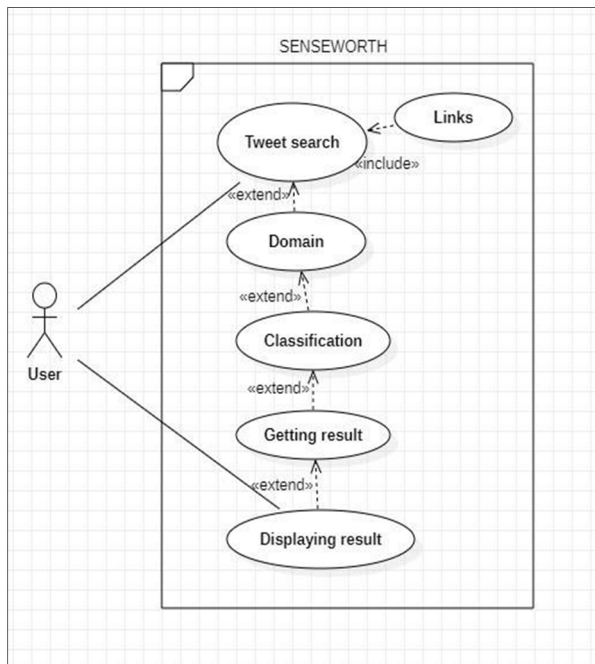 SENSEWORTH
Links
Tweet search
«include»
«extend»
Domain
«extend»
Classification
User
«extend»
Getting result
«extend»
Displaying result